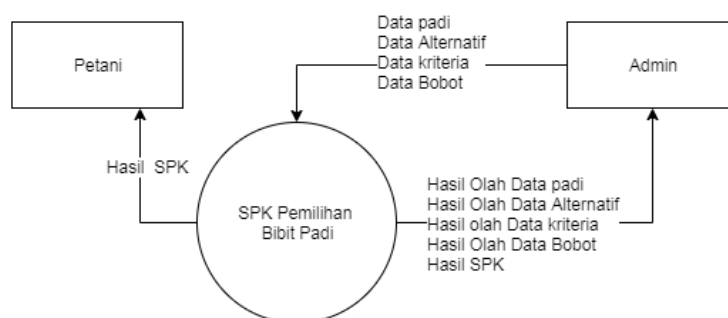 Data padi
Data Alternatif
Data kriteria
Data Bobot
Petani
Admin
Hasil SPK
SPK Pemilihan
Bibit Padi
Hasil Olah Data padi
Hasil Olah Data Alternatif
Hasil olah Data kriteria
Hasil Olah Data Bobot
Hasil SPK